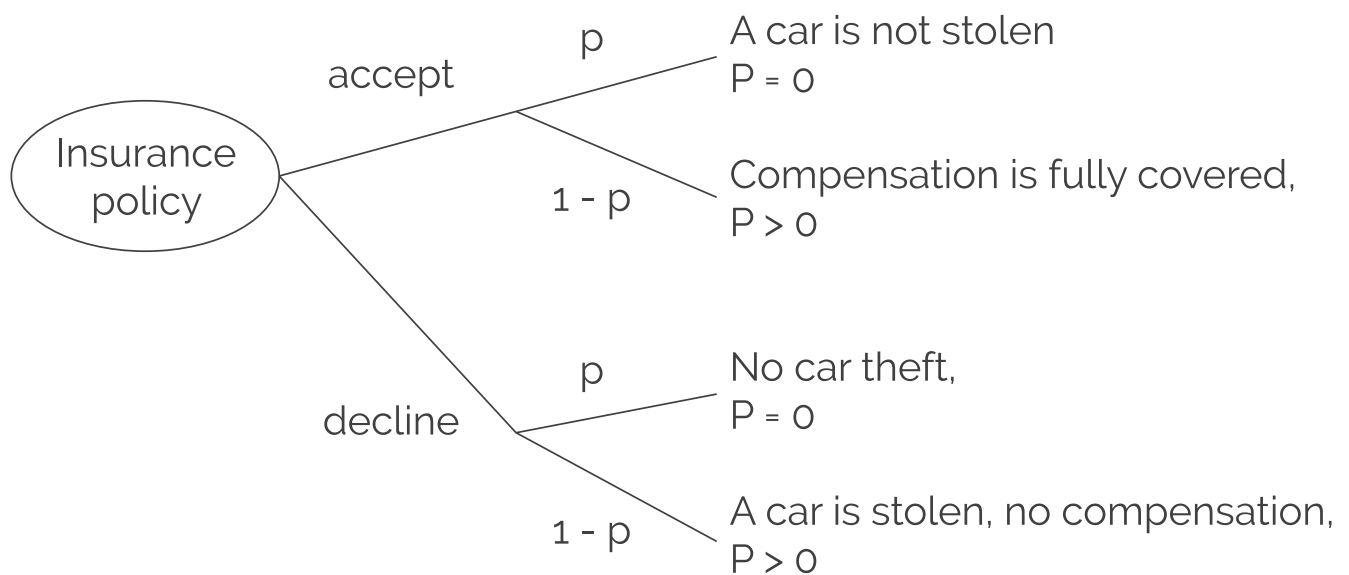 Insurance
policy
accept
p
A car is not stolen
P = 0
1 - p
Compensation is fully covered,
P > 0
decline
p
No car theft,
P = 0
1 - p
A car is stolen, no compensation,
P > 0